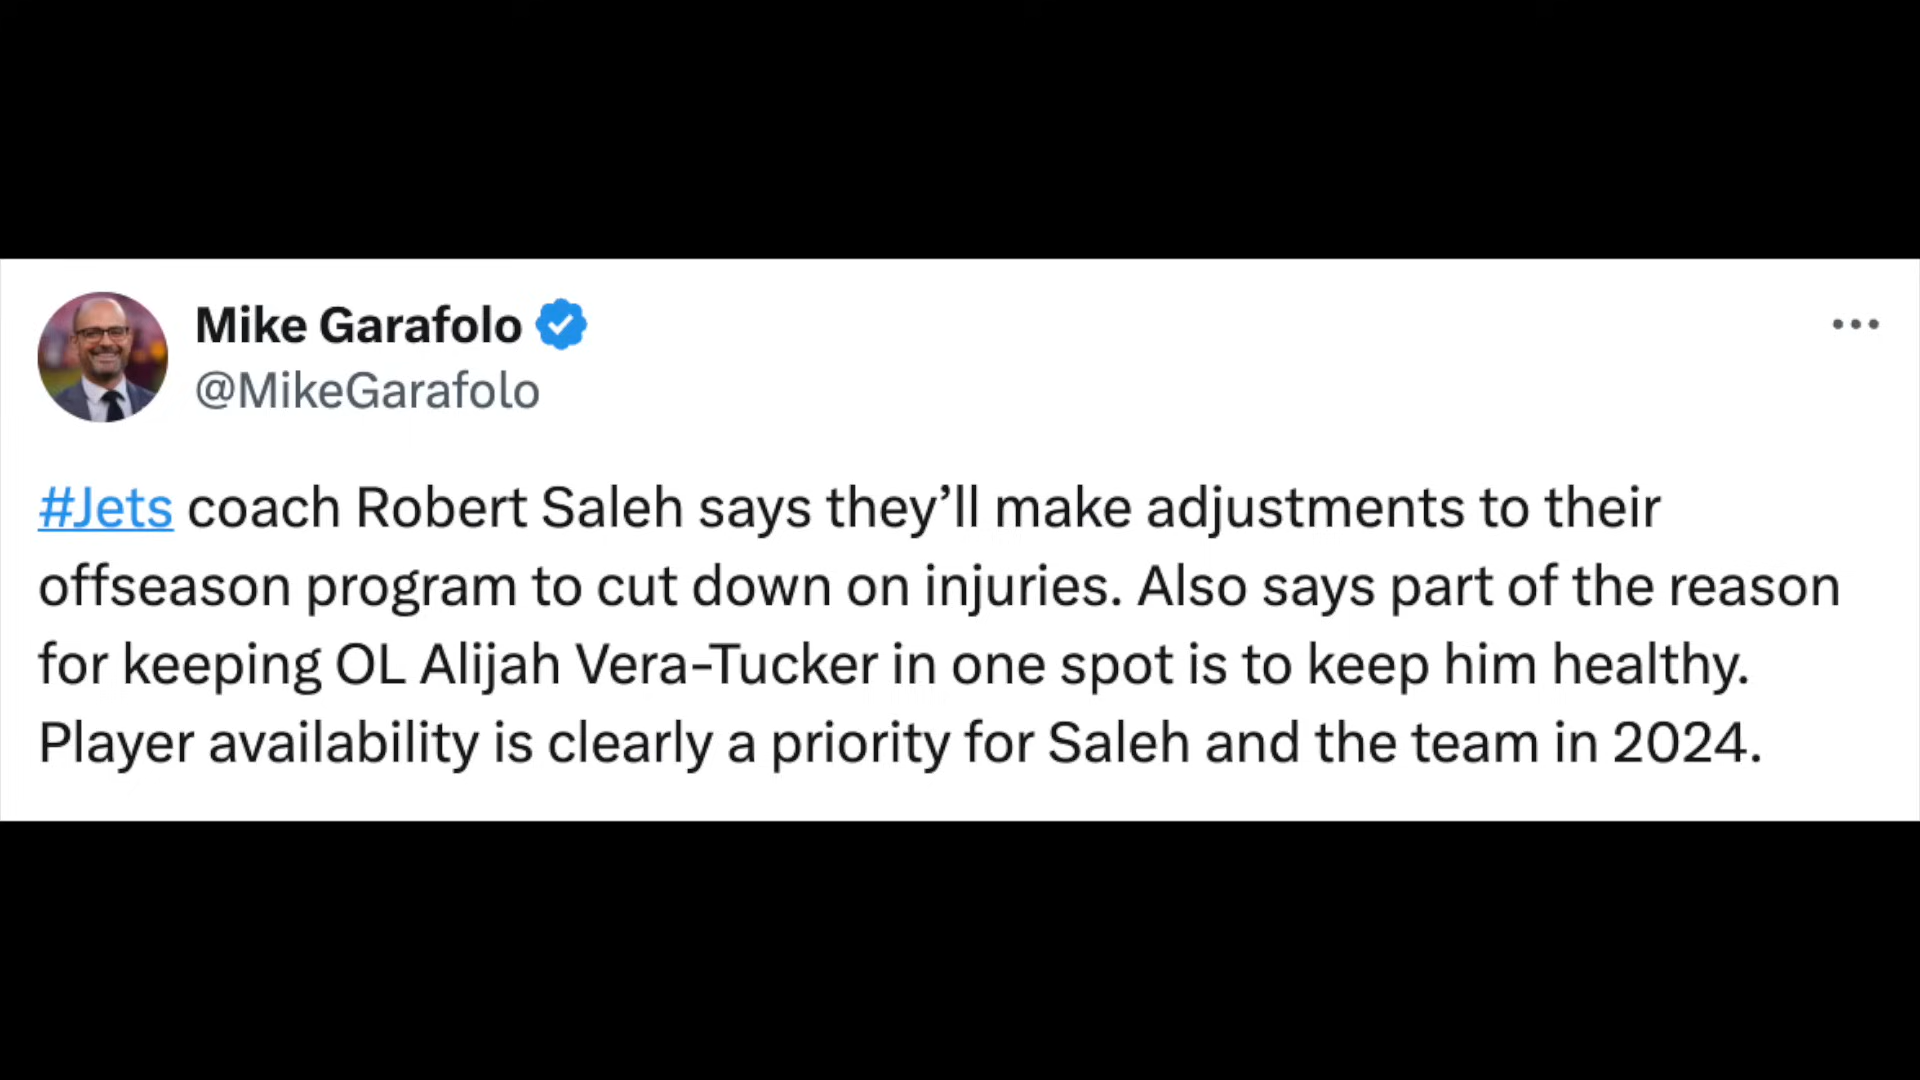 Mike Garafolo
@MikeGarafolo
#Jets coach Robert Saleh says they’ll make adjustments to their
offseason program to cut down on injuries. Also says part of the reason
for keeping OL Alijah Vera-Tucker in one spot is to keep him healthy.
Player availability is clearly a priority for Saleh and the team in 2024.